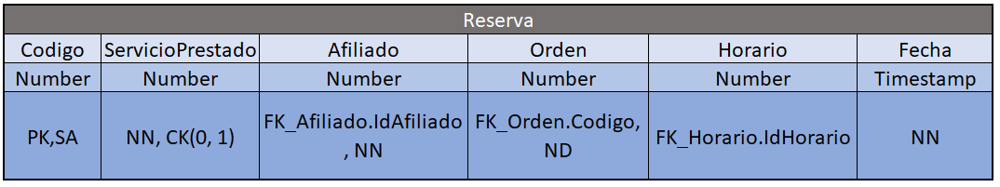 Reserva
Codigo ServicioPrestado Afiliado Orden Horario Fecha
Number Number Number Number Number Timestamp
PK,SA NN, CK(0, 1) FK_Afiliado.IdAfiliado , NN FK_Orden.Codigo, ND FK_Horario.IdHorario NN